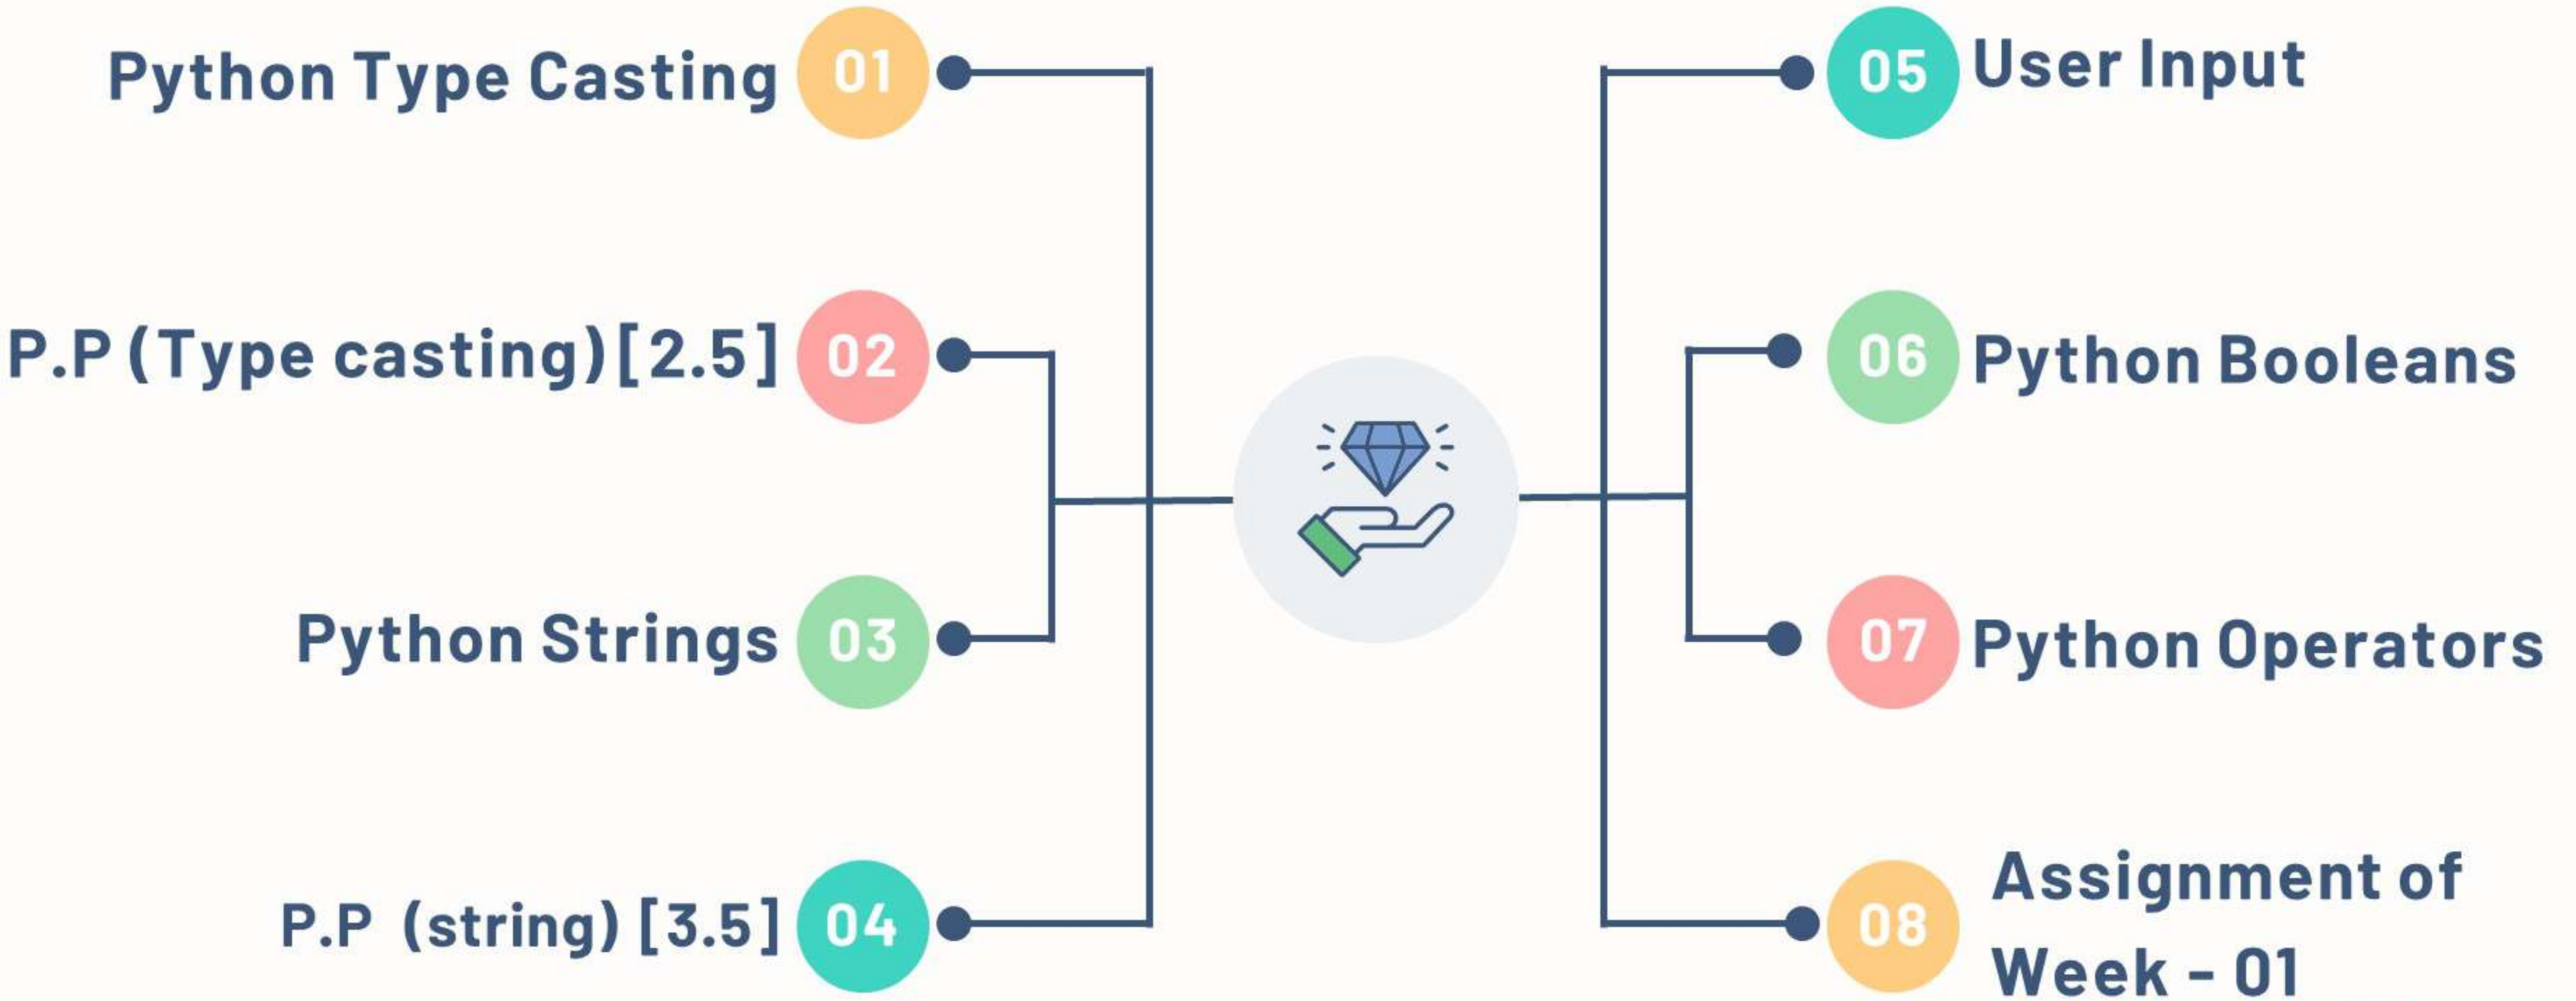 Python Type Casting 01
P.P (Type casting) [2.5] 02
Python Strings 03
P.P (string) [3.5] 04
05 User Input
06 Python Booleans
07 Python Operators
08 Assignment of
Week - 01